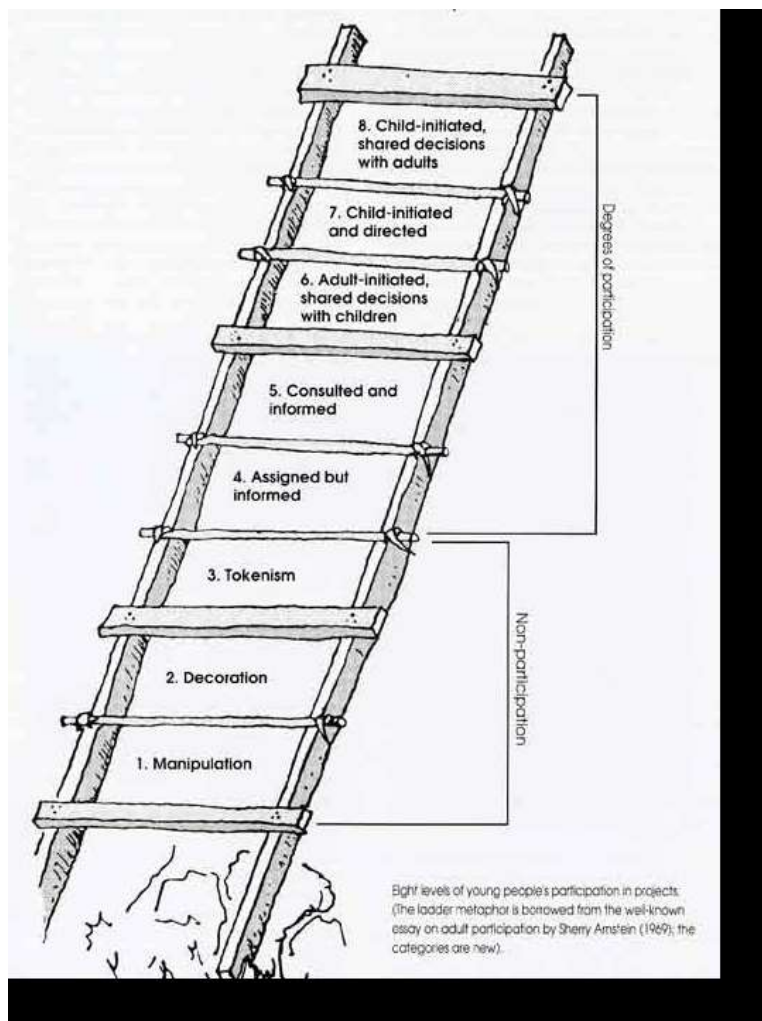 8. Child-initiated,
shared decisions
with adults
7. Child-initiated
and directed
6. Adult-initiated,
shared decisions
with children
5. Consulted and
informed
4. Assigned but
informed
3. Tokenism
2. Decoration
1. Manipulation
Degrees of participation
Non-participation
Eight levels of young people's participation in projects.
(The ladder metaphor is borrowed from the well-known
essay on adult participation by Sherry Arnstein (1969); the
categories are new).